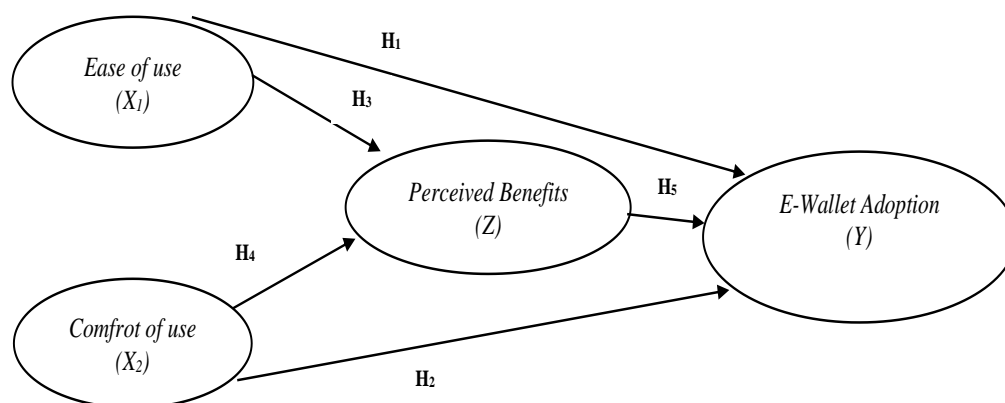 H₁
Ease of use
(X₁)
H₃
Perceived Benefits
(Z)
H₅
E-Wallet Adoption
(Y)
H₄
Comfrot of use
(X₂)
H₂